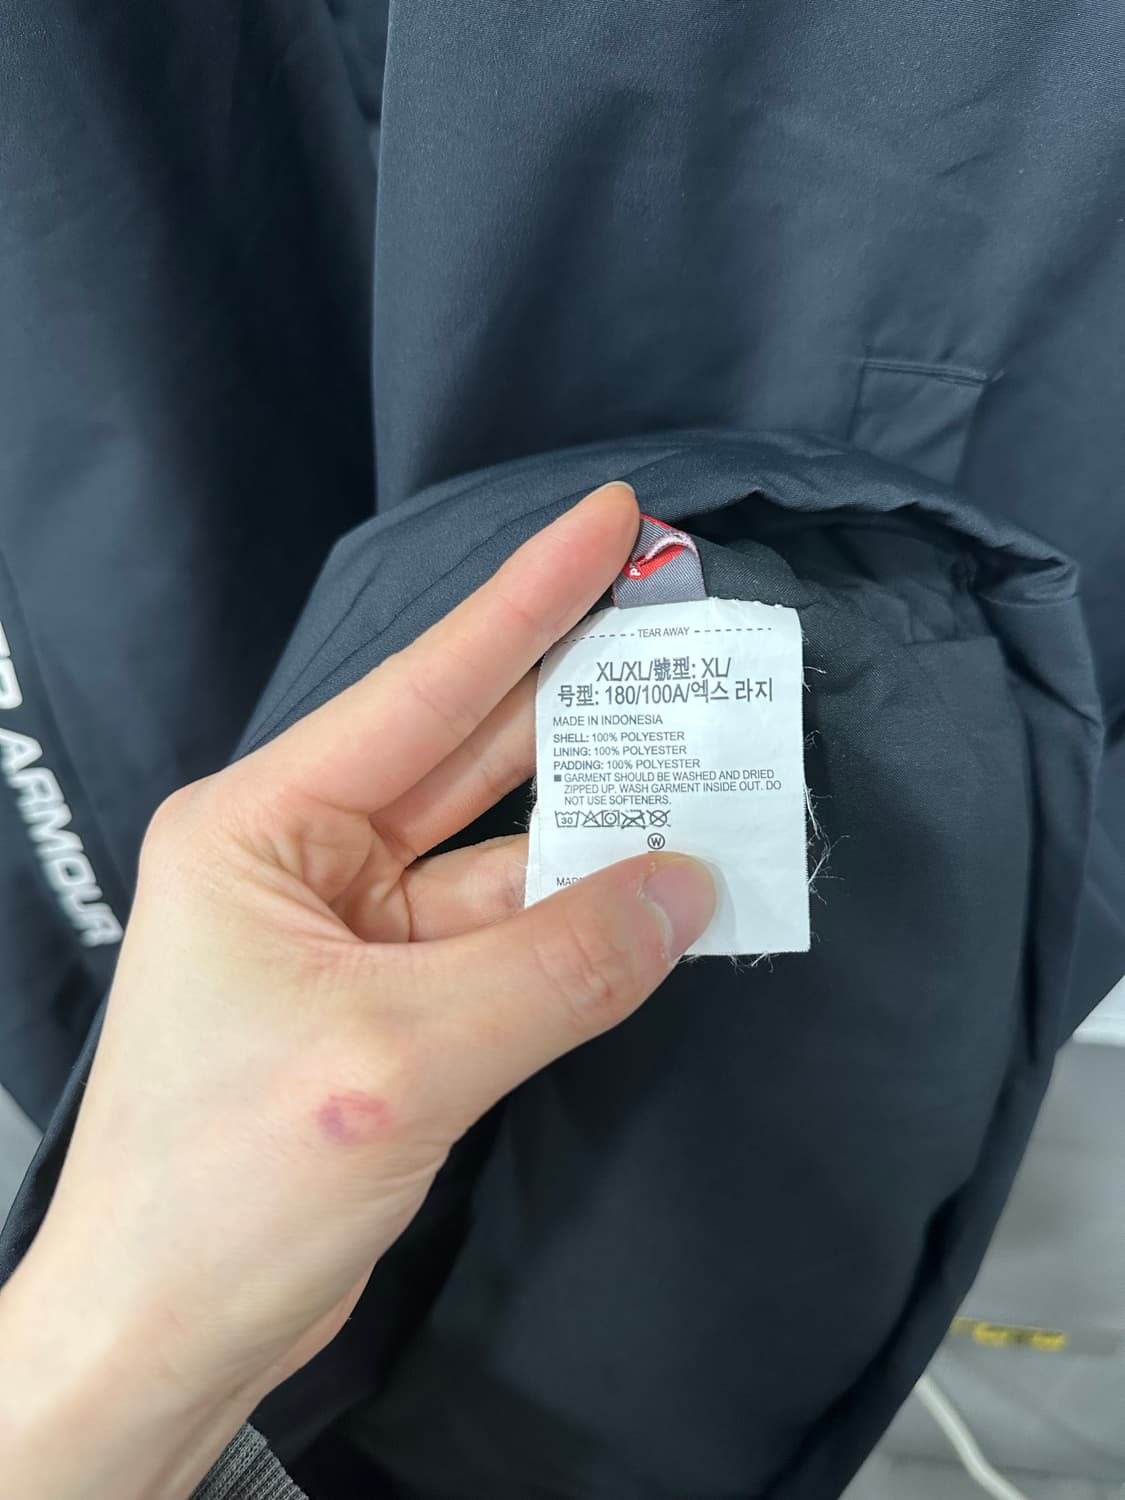 TEAR AWAY
XL/XL/號型: XL/
号型: 180/100A/엑스 라지
MADE IN INDONESIA
SHELL: 100% POLYESTER
LINING: 100% POLYESTER
PADDING: 100% POLYESTER
■ GARMENT SHOULD BE WASHED AND DRIED
ZIPPED UP. WASH GARMENT INSIDE OUT. DO
NOT USE SOFTENERS.
30
W
ARMOUR